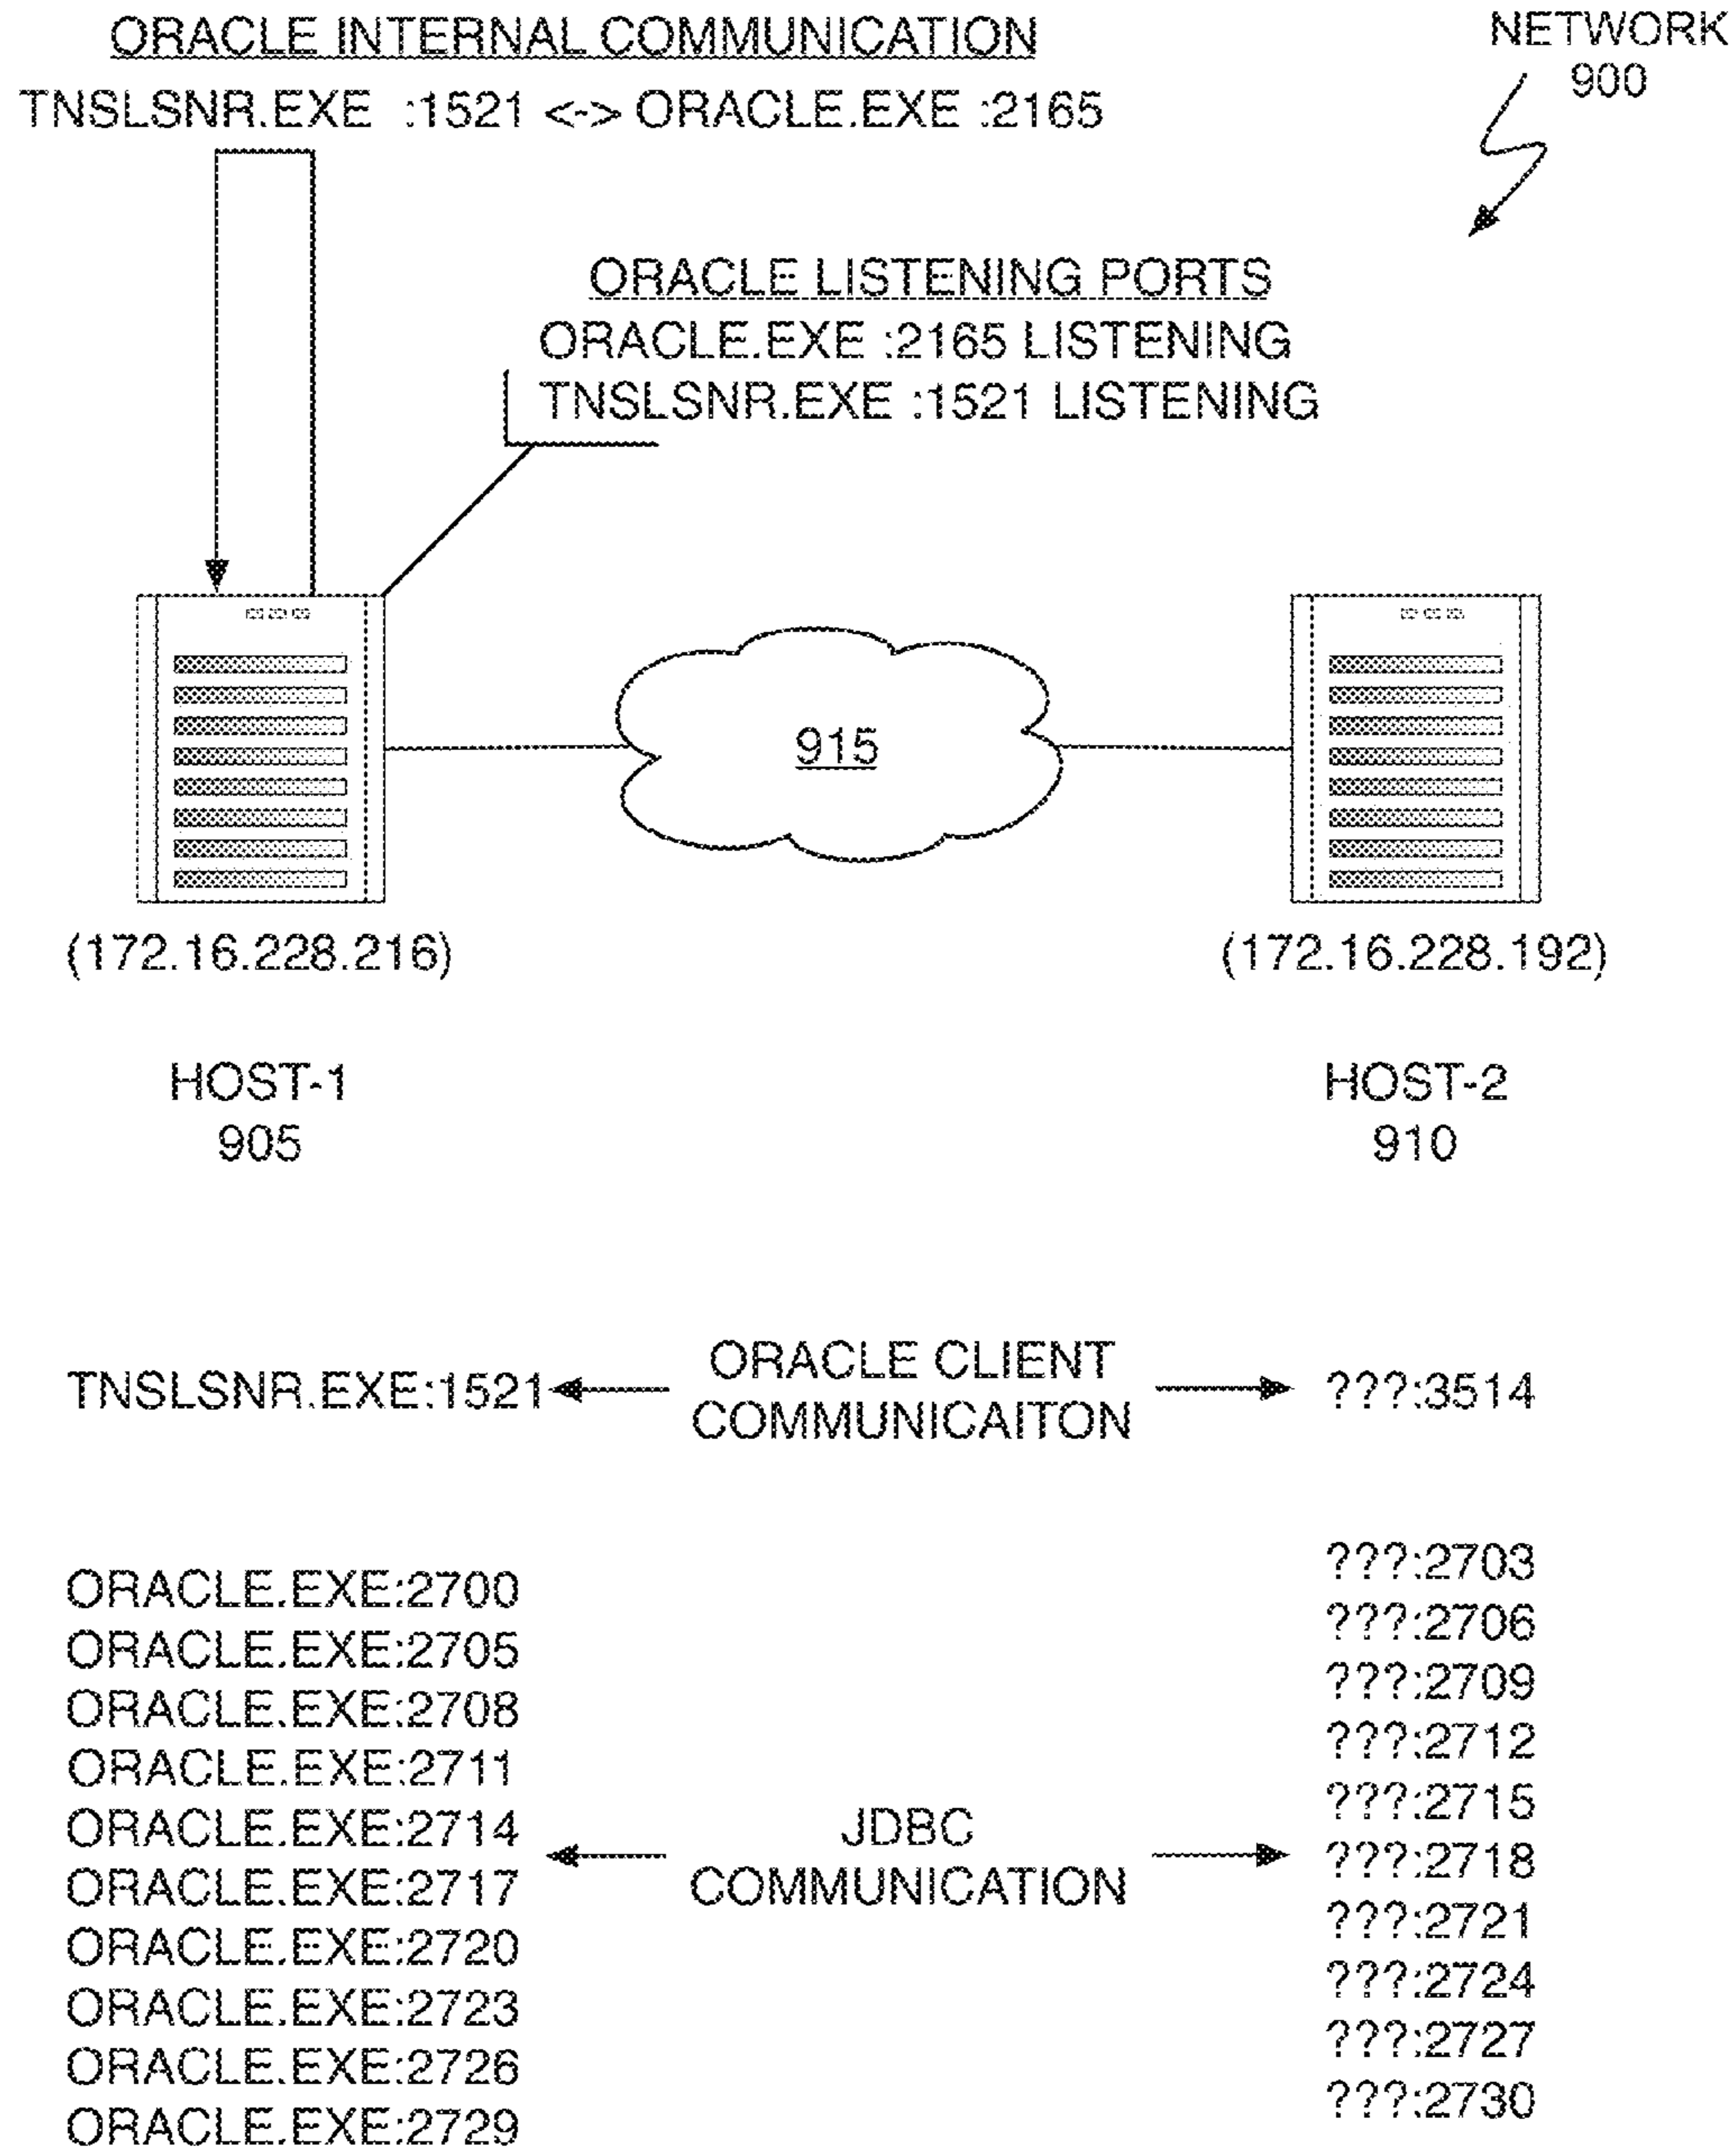 ORACLE INTERNAL COMMUNICATION
TNSLSNR.EXE :1521 <-> ORACLE.EXE :2165
NETWORK
900
ORACLE LISTENING PORTS
ORACLE.EXE :2165 LISTENING
TNSLSNR.EXE :1521 LISTENING
915
(172.16.228.216)
(172.16.228.192)
HOST-1
905
HOST-2
910
TNSLSNR.EXE:1521
ORACLE CLIENT
COMMUNICAITON
???:3514
ORACLE.EXE:2700
ORACLE.EXE:2705
ORACLE.EXE:2708
ORACLE.EXE:2711
ORACLE.EXE:2714
ORACLE.EXE:2717
ORACLE.EXE:2720
ORACLE.EXE:2723
ORACLE.EXE:2726
ORACLE.EXE:2729
JDBC
COMMUNICATION
???:2703
???:2706
???:2709
???:2712
???:2715
???:2718
???:2721
???:2724
???:2727
???:2730